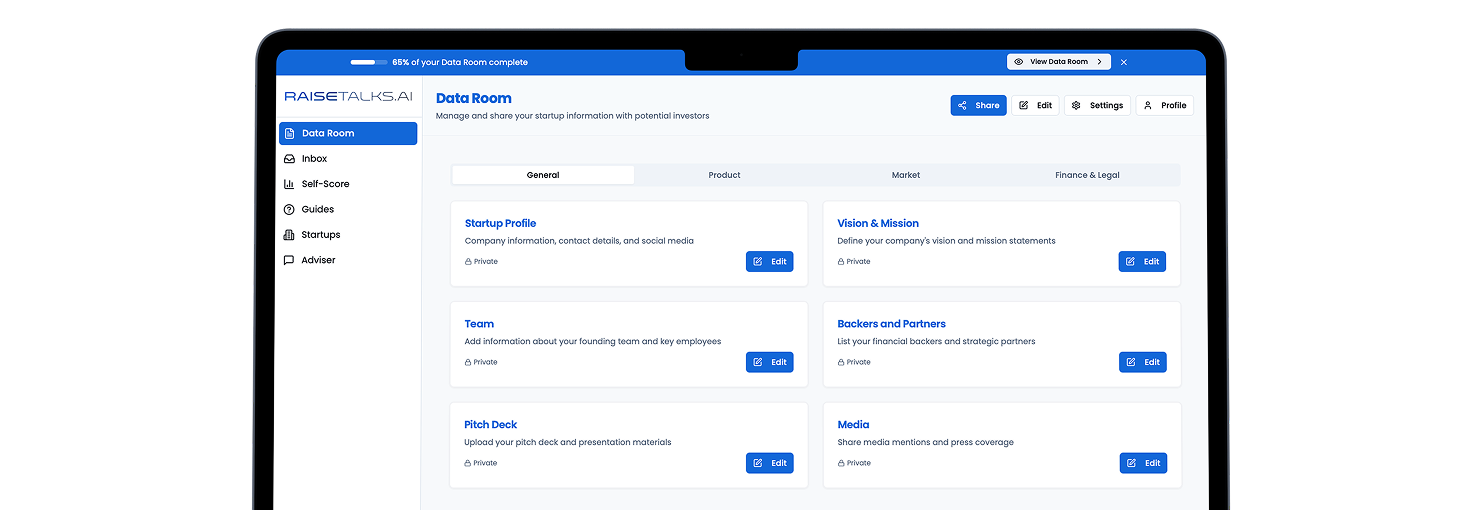 65% of your Data Room complete
View Data Room
RAISETALKS.AI
Data Room
Inbox
Self-Score
Guides
Startups
Adviser
Data Room
Manage and share your startup information with potential investors
Share Edit Settings Profile
General Product Market Finance & Legal
Startup Profile
Company information, contact details, and social media
Private
Edit
Vision & Mission
Define your company's vision and mission statements
Private
Edit
Team
Add information about your founding team and key employees
Private
Edit
Backers and Partners
List your financial backers and strategic partners
Private
Edit
Pitch Deck
Upload your pitch deck and presentation materials
Private
Edit
Media
Share media mentions and press coverage
Private
Edit